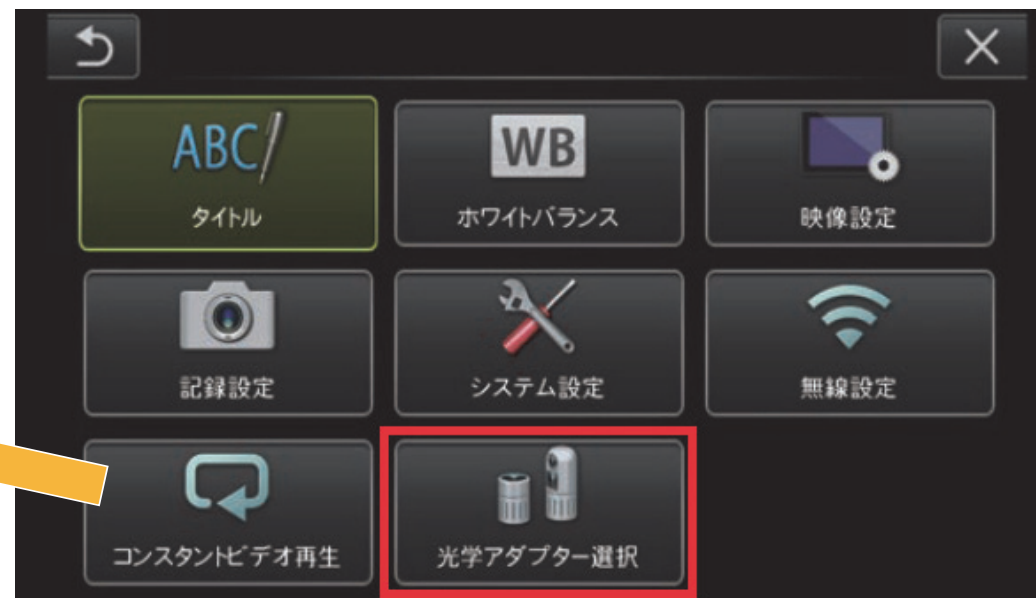 ABC
WB
タイトル
ホワイトバランス
映像設定
記録設定
システム設定
無線設定
コンスタントビデオ再生
光学アダプター選択